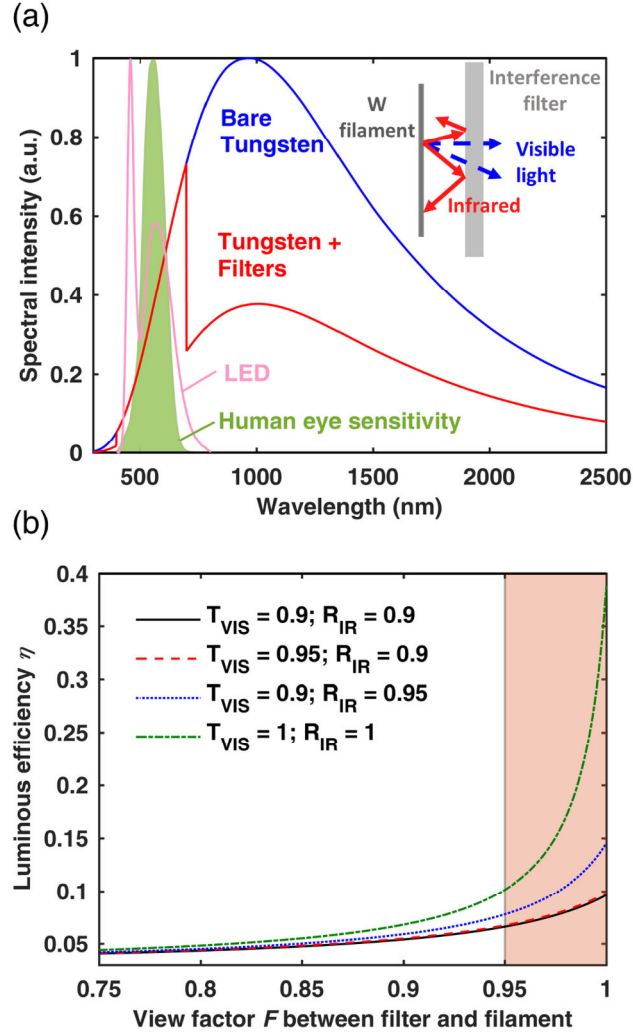 (a)
Spectral intensity (a.u.)
1
0.8
0.6
0.4
0.2
0
Bare
Tungsten
W
filament
Interference
filter
Visible
light
Infrared
Tungsten +
Filters
LED
Human eye sensitivity
500
1000
1500
2000
2500
Wavelength (nm)
(b)
Luminous efficiency η
0.4
0.35
0.3
0.25
0.2
0.15
0.1
0.05
T_VIS = 0.9; R_IR = 0.9
T_VIS = 0.95; R_IR = 0.9
T_VIS = 0.9; R_IR = 0.95
T_VIS = 1; R_IR = 1
0.75
0.8
0.85
0.9
0.95
1
View factor F between filter and filament